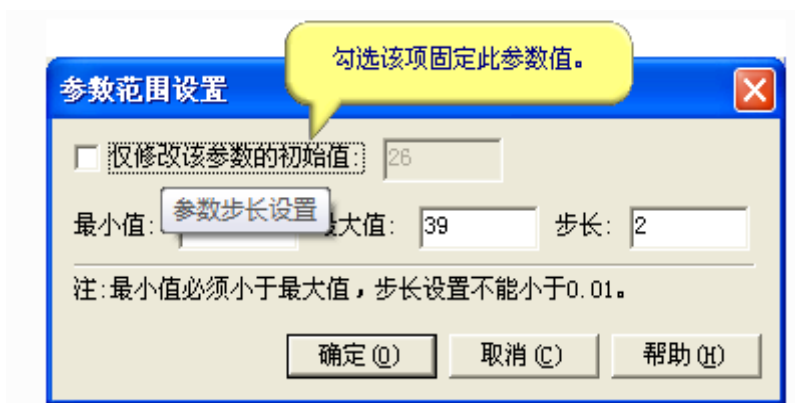 勾选该项固定此参数值。
参数范围设置
仅修改该参数的初始值: 26
参数步长设置
最小值: 大值: 39 步长: 2
注:最小值必须小于最大值，步长设置不能小于0.01。
确定(O) 取消(C) 帮助(H)